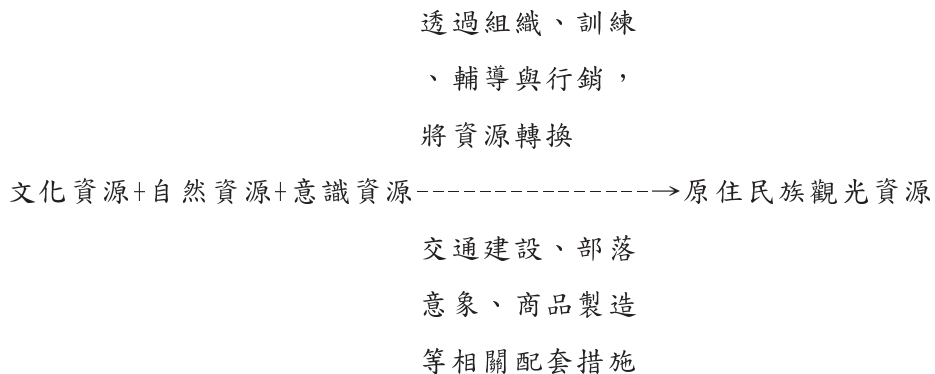 透過組織、訓練
、輔導與行銷，
將資源轉換
文化資源+自然資源+意識資源---------------→原住民族觀光資源
交通建設、部落
意象、商品製造
等相關配套措施